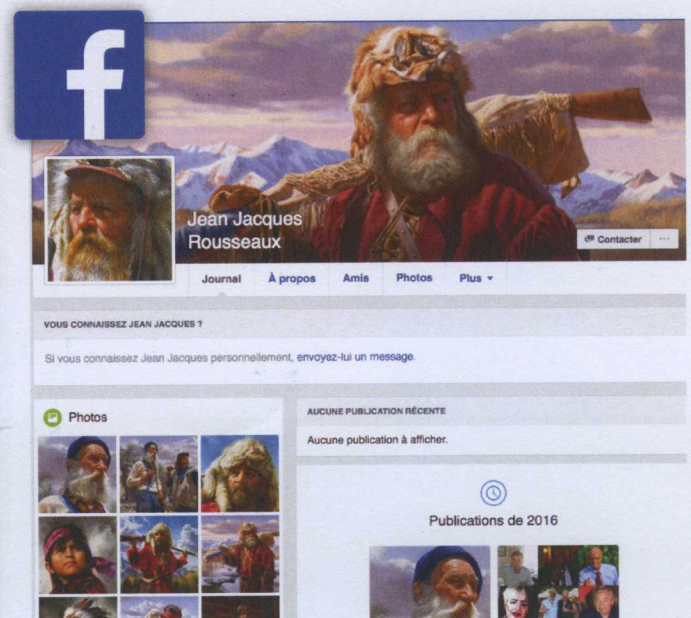 f
Jean Jacques
Rousseaux
Contacter ...
Journal À propos Amis Photos Plus
VOUS CONNAISSEZ JEAN JACQUES ?
Si vous connaissez Jean Jacques personnellement, envoyez-lui un message.
Photos
AUCUNE PUBLICATION RÉCENTE
Aucune publication à afficher.
Publications de 2016